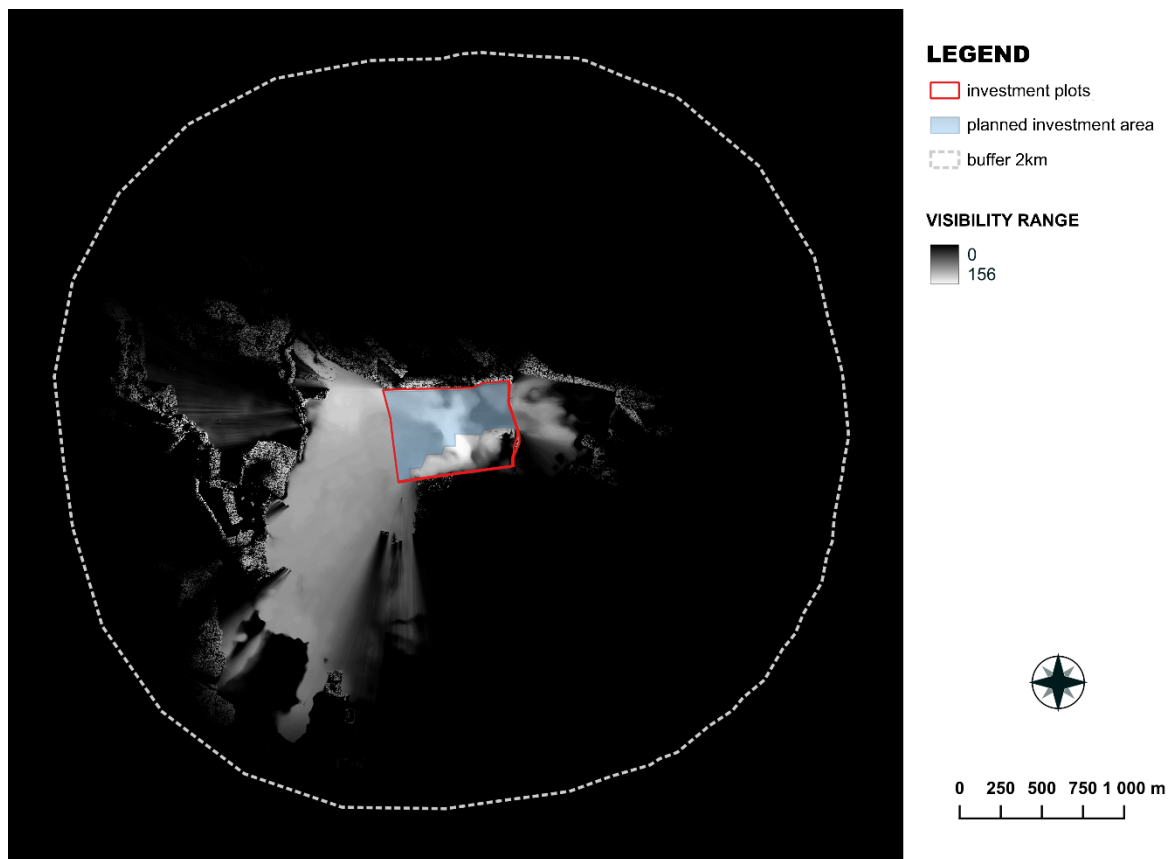 LEGEND
investment plots
planned investment area
buffer 2km
VISIBILITY RANGE
0
156
0 250 500 750 1 000 m